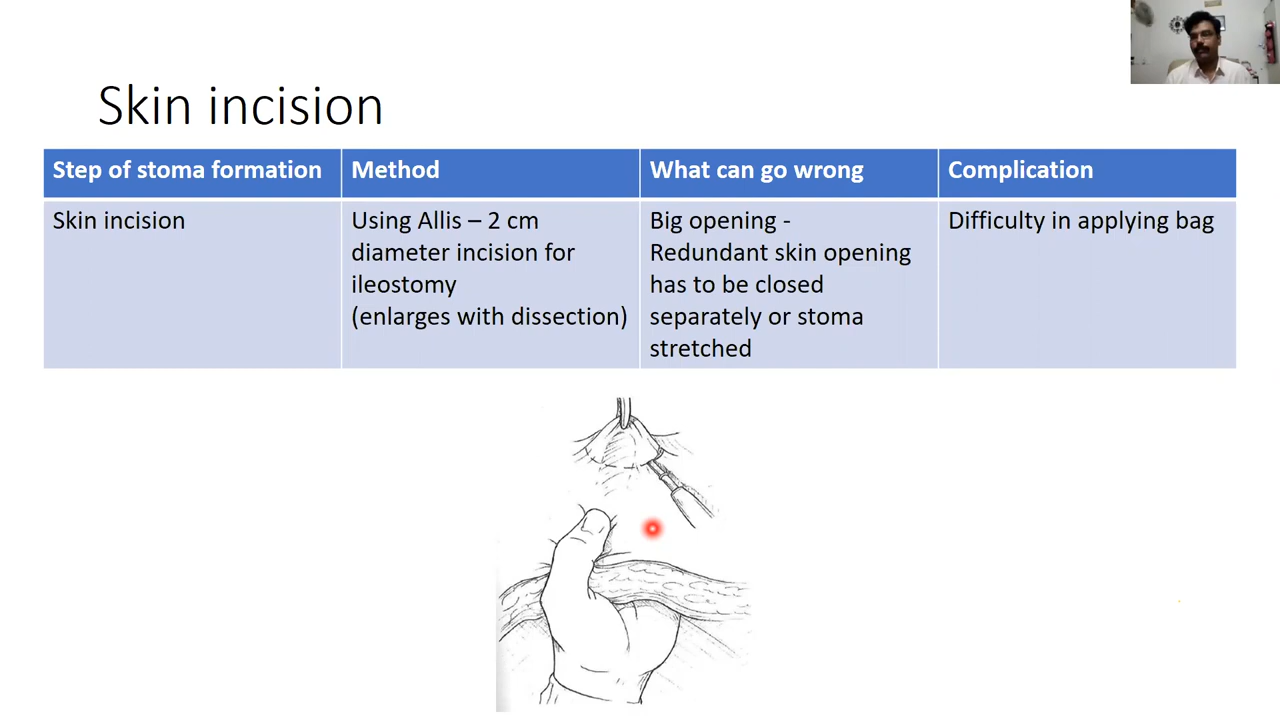 Skin incision
Step of stoma formation
Method
What can go wrong
Complication
Skin incision
Using Allis – 2 cm
diameter incision for
ileostomy
(enlarges with dissection)
Big opening -
Redundant skin opening
has to be closed
separately or stoma
stretched
Difficulty in applying bag